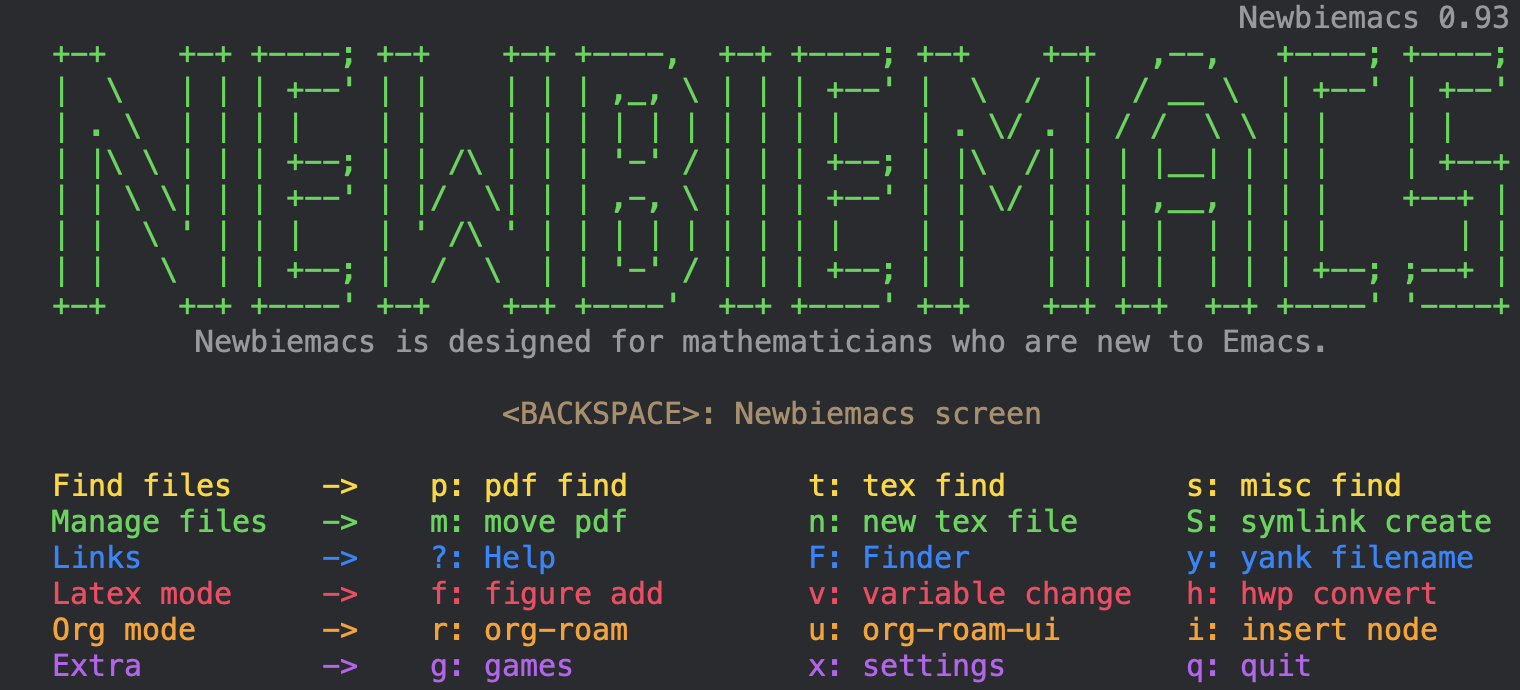 Newbiemacs 0.93
NEWBIEMACS
Newbiemacs is designed for mathematicians who are new to Emacs.
<BACKSPACE>: Newbiemacs screen
Find files -> p: pdf find t: tex find s: misc find
Manage files -> m: move pdf n: new tex file S: symlink create
Links -> ?: Help F: Finder y: yank filename
Latex mode -> f: figure add v: variable change h: hwp convert
Org mode -> r: org-roam u: org-roam-ui i: insert node
Extra -> g: games x: settings q: quit